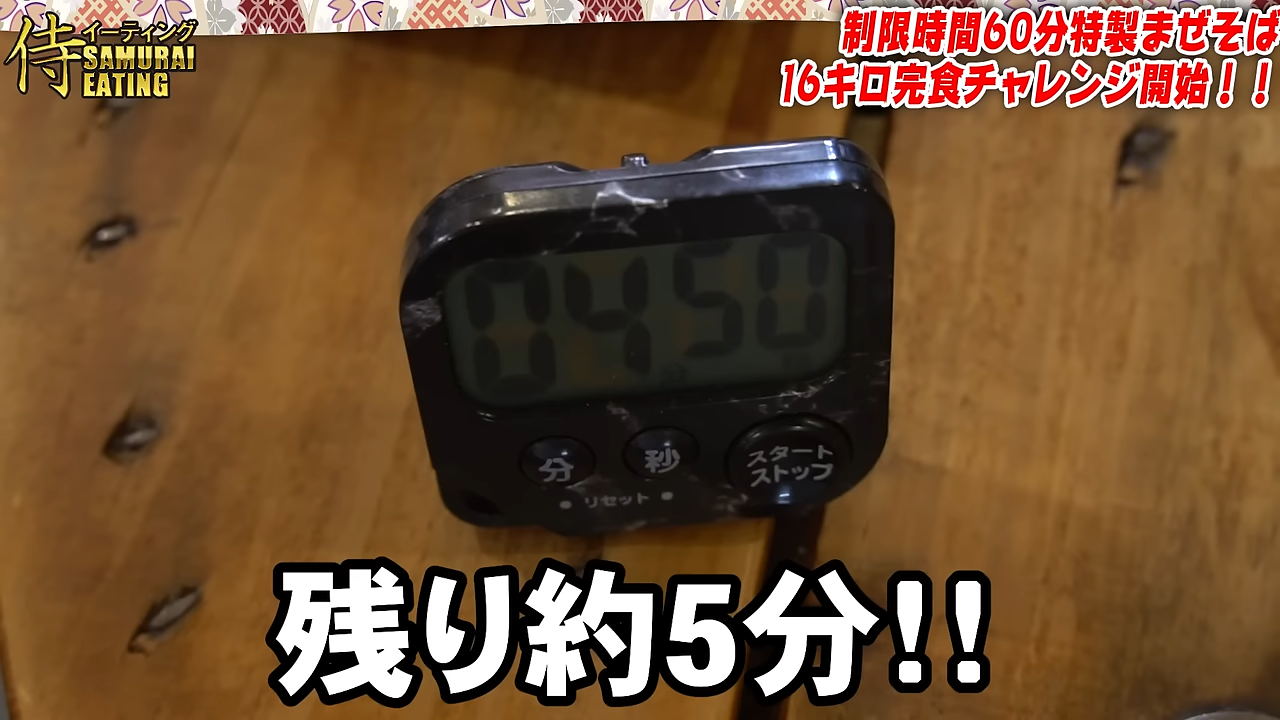 侍
イーティング
SAMURAI
EATING
制限時間60分特製まぜそば
16キロ完食チャレンジ開始！！
04 50
分
秒
スタート
ストップ
● リセット ●
残り約5分!!